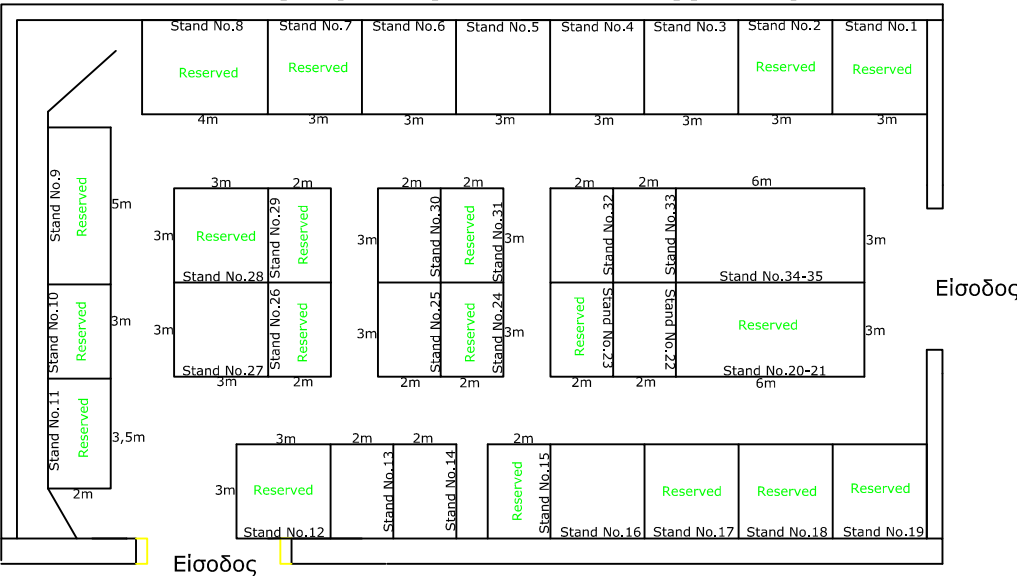 Stand No.8 Stand No.7 Stand No.6 Stand No.5 Stand No.4 Stand No.3 Stand No.2 Stand No.1
Reserved Reserved Reserved Reserved
4m 3m 3m 3m 3m 3m 3m 3m
Stand No.9
Reserved
5m
Stand No.10
Reserved
3m
Stand No.11
Reserved
3,5m
2m
3m 2m 2m 2m 2m 2m 6m
3m
Reserved
Stand No.28
Stand No.29
Reserved
3m
Stand No.30
Reserved
Stand No.31
3m
Stand No.32
Stand No.33
Stand No.34-35
3m
Είσοδος
3m
Stand No.27
Stand No.26
Reserved
3m
Stand No.25
Reserved
Stand No.24
3m
Reserved
Stand No.23
Stand No.22
Reserved
Stand No.20-21
3m
3m 2m 2m 2m 2m 2m 6m
3m 2m 2m 2m
3m
Reserved
Stand No.12
Stand No.13
Stand No.14
Reserved
Stand No.15
Stand No.16
Reserved
Stand No.17
Reserved
Stand No.18
Reserved
Stand No.19
Είσοδος